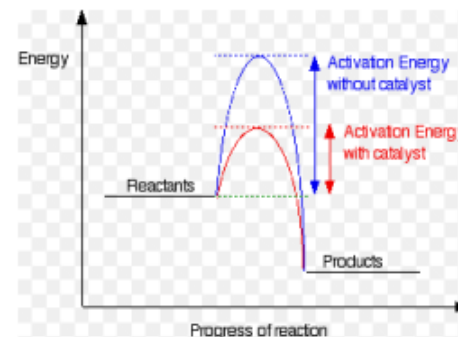 Energy
Activation Energy
without catalyst
Activation Energ
with catalyst
Reactants
Products
Progress of reaction